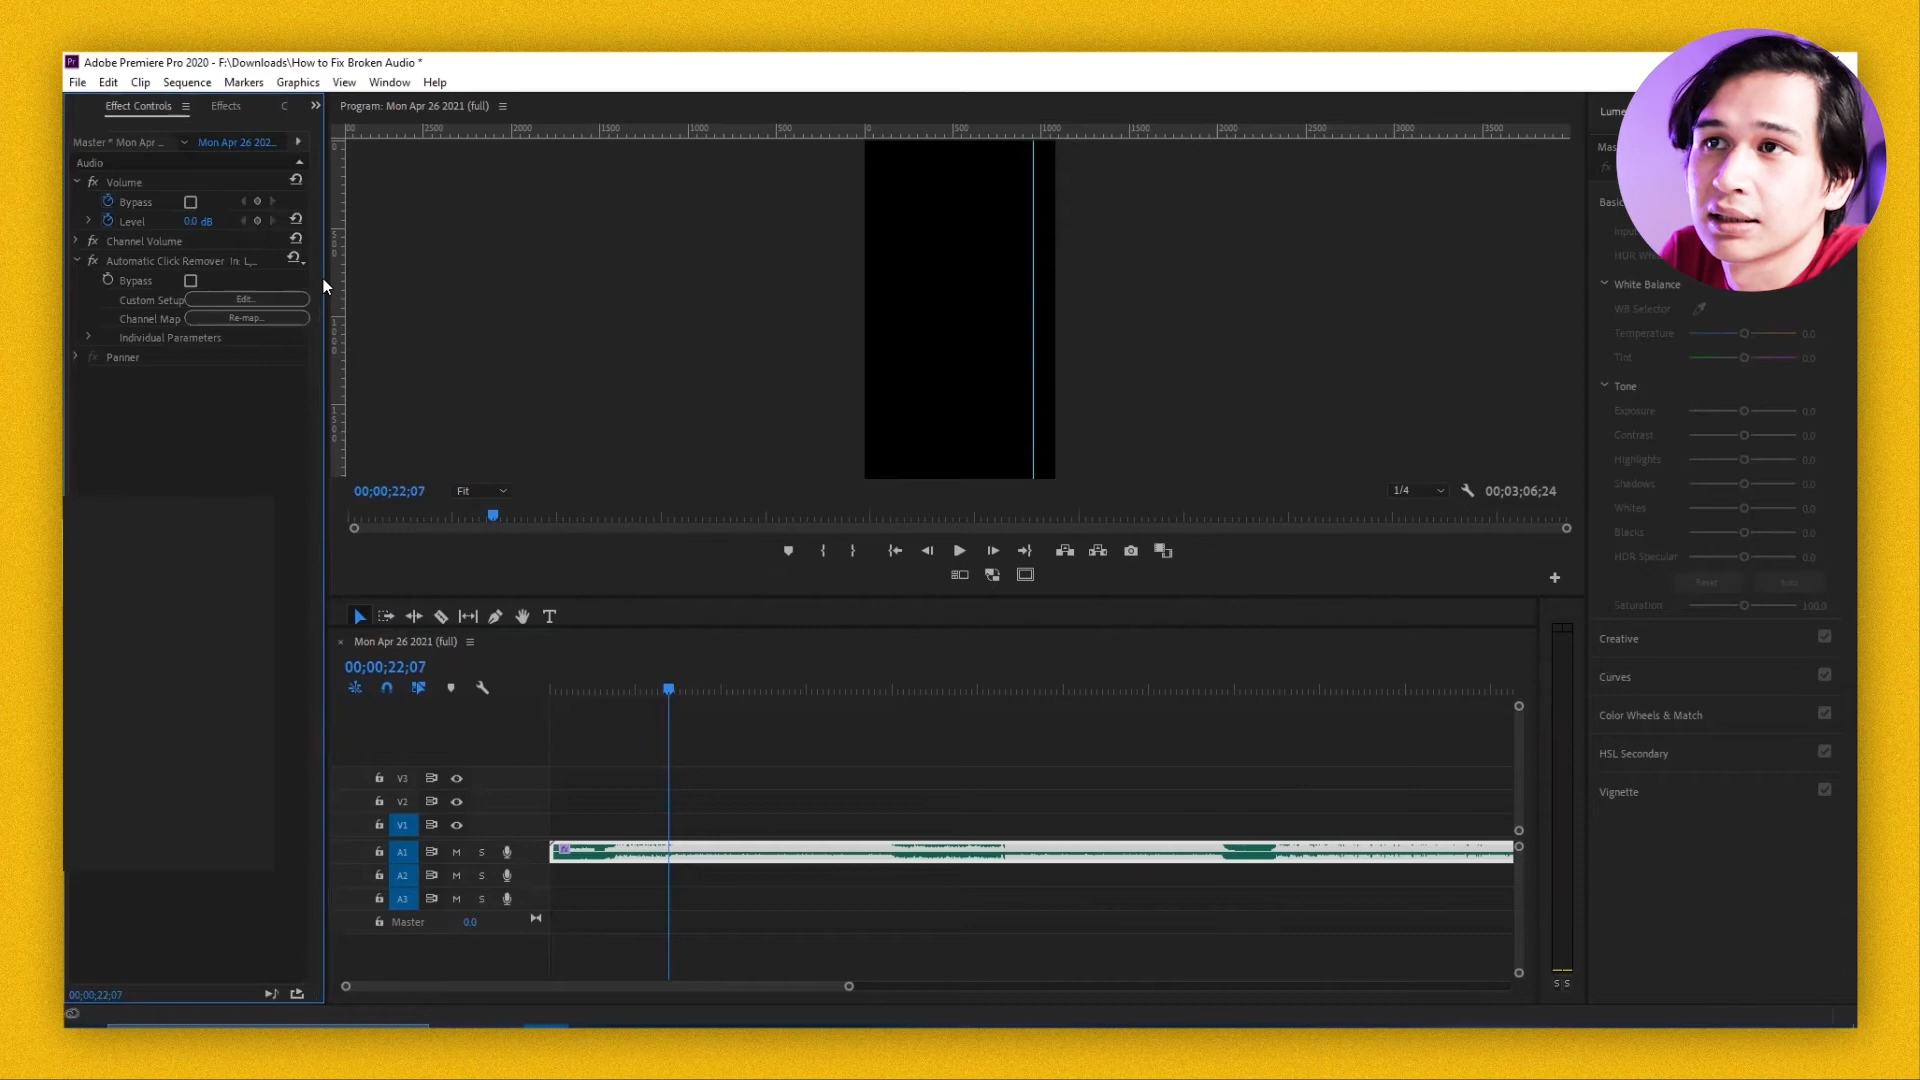 Adobe Premiere Pro 2020 - F:\Downloads\How to Fix Broken Audio *
File Edit Clip Sequence Markers Graphics View Window Help
Effect Controls Effects C
Program: Mon Apr 26 2021 (full)
2500 2000 1500 1000 500 0 500 1000 1500 2000 2500 3000 3500
Master * Mon Apr ... Mon Apr 26 202...
Audio
fx Volume
Bypass
Level 0.0 dB
fx Channel Volume
fx Automatic Click Remover In: L,...
Bypass
Custom Setup Edit...
Channel Map Re-map...
Individual Parameters
fx Panner
00;00;22;07 Fit 1/4 00;03;06;24
Mon Apr 26 2021 (full)
00;00;22;07
V3
V2
V1
A1 M S
fx
A2 M S
A3 M S
Master 0.0
S S
00;00;22;07
Lume
Mas
fx
Basic
Input
HDR Whi
White Balance
WB Selector
Temperature 0.0
Tint 0.0
Tone
Exposure 0.0
Contrast 0.0
Highlights 0.0
Shadows 0.0
Whites 0.0
Blacks 0.0
HDR Specular 0.0
Reset Auto
Saturation 100.0
Creative
Curves
Color Wheels & Match
HSL Secondary
Vignette